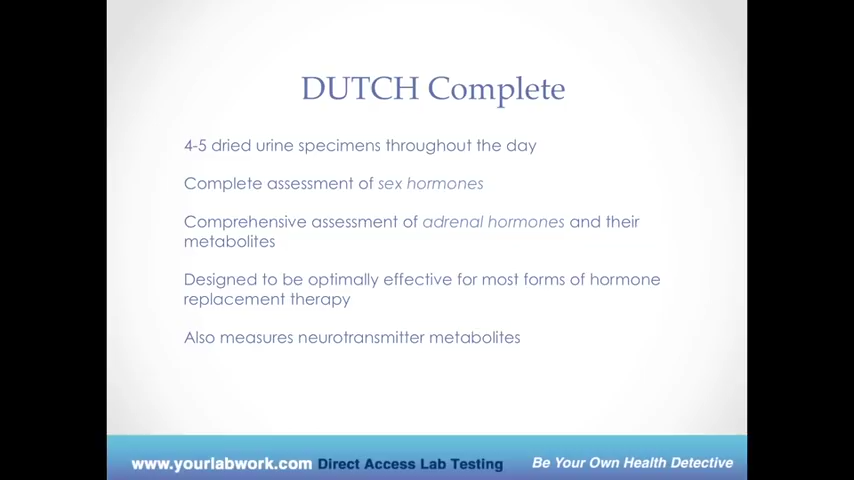 DUTCH Complete
4-5 dried urine specimens throughout the day
Complete assessment of sex hormones
Comprehensive assessment of adrenal hormones and their
metabolites
Designed to be optimally effective for most forms of hormone
replacement therapy
Also measures neurotransmitter metabolites
www.yourlabwork.com Direct Access Lab Testing Be Your Own Health Detective